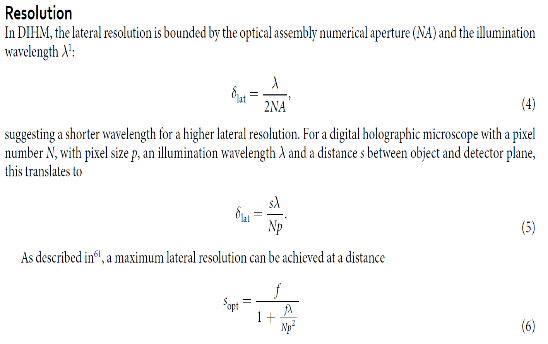 Resolution
In DIHM, the lateral resolution is bounded by the optical assembly numerical aperture (NA) and the illumination
wavelength λ¹:
δlat = λ / 2NA, (4)
suggesting a shorter wavelength for a higher lateral resolution. For a digital holographic microscope with a pixel
number N, with pixel size p, an illumination wavelength λ and a distance s between object and detector plane,
this translates to
δlat = sλ / Np. (5)
As described in⁶¹, a maximum lateral resolution can be achieved at a distance
sopt = f / (1 + fλ / Np²) (6)